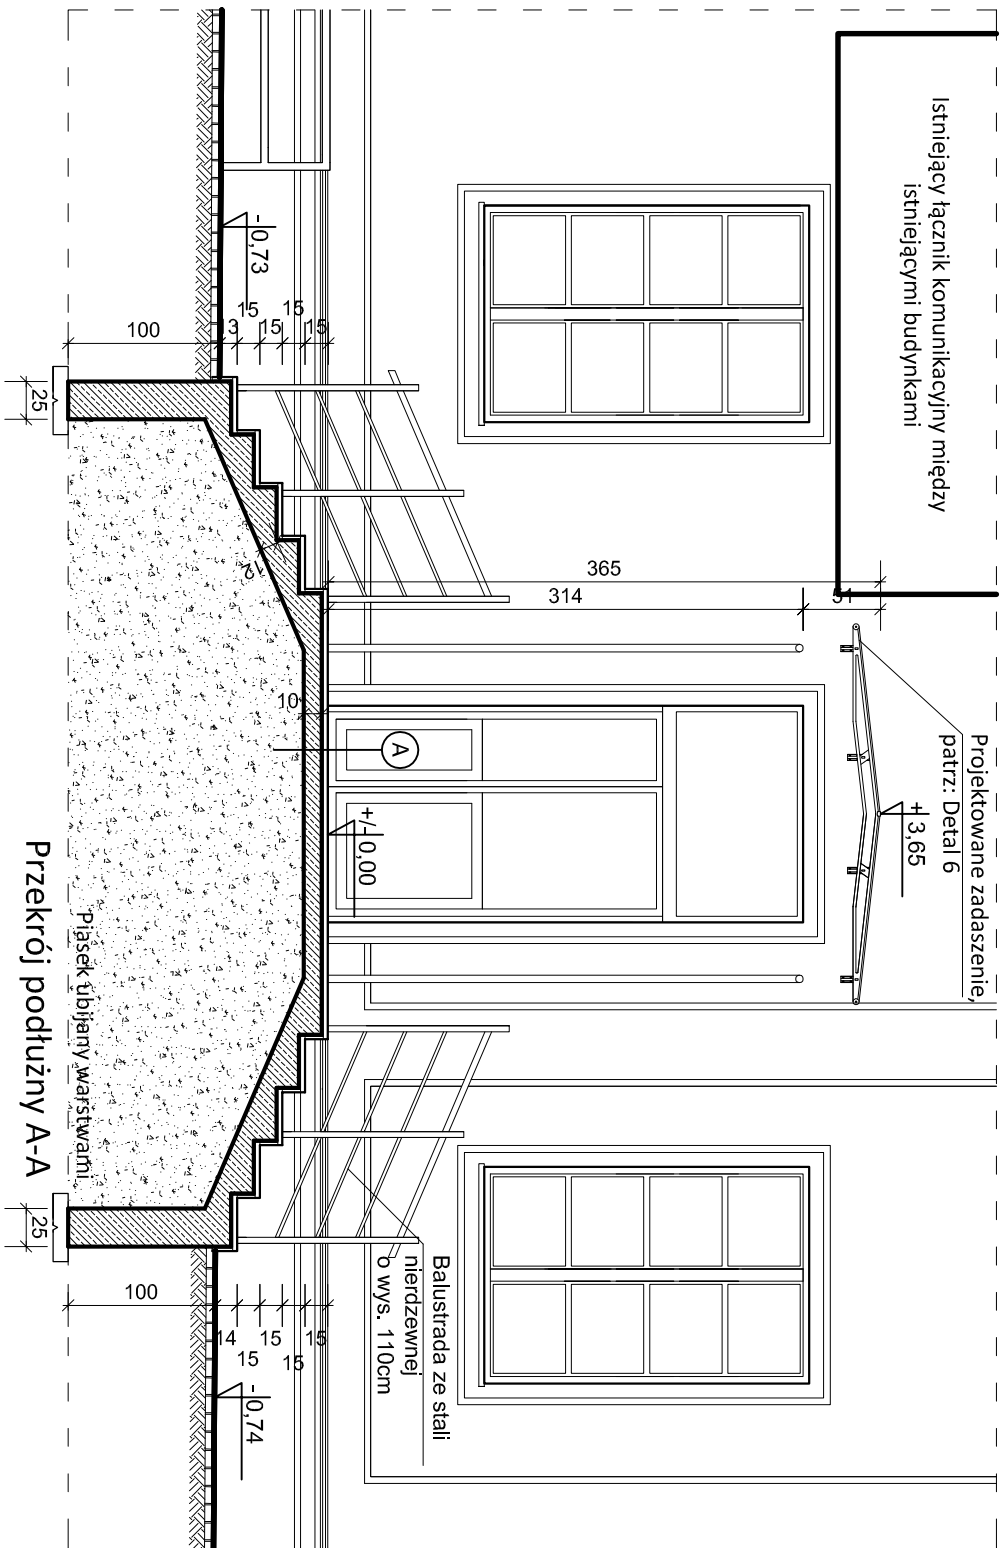 Istniejący łącznik komunikacyjny między
istniejącymi budynkami
Projektowane zadaszenie,
patrz: Detal 6
+3,65
51
365
314
A
+/-0,00
10
12
-0,73
15
15
13
15
15
100
25
Balustrada ze stali
nierdzewnej
o wys. 110cm
-0,74
14
15
15
15
15
100
25
Piasek ubijany warstwami
Przekrój podłużny A-A